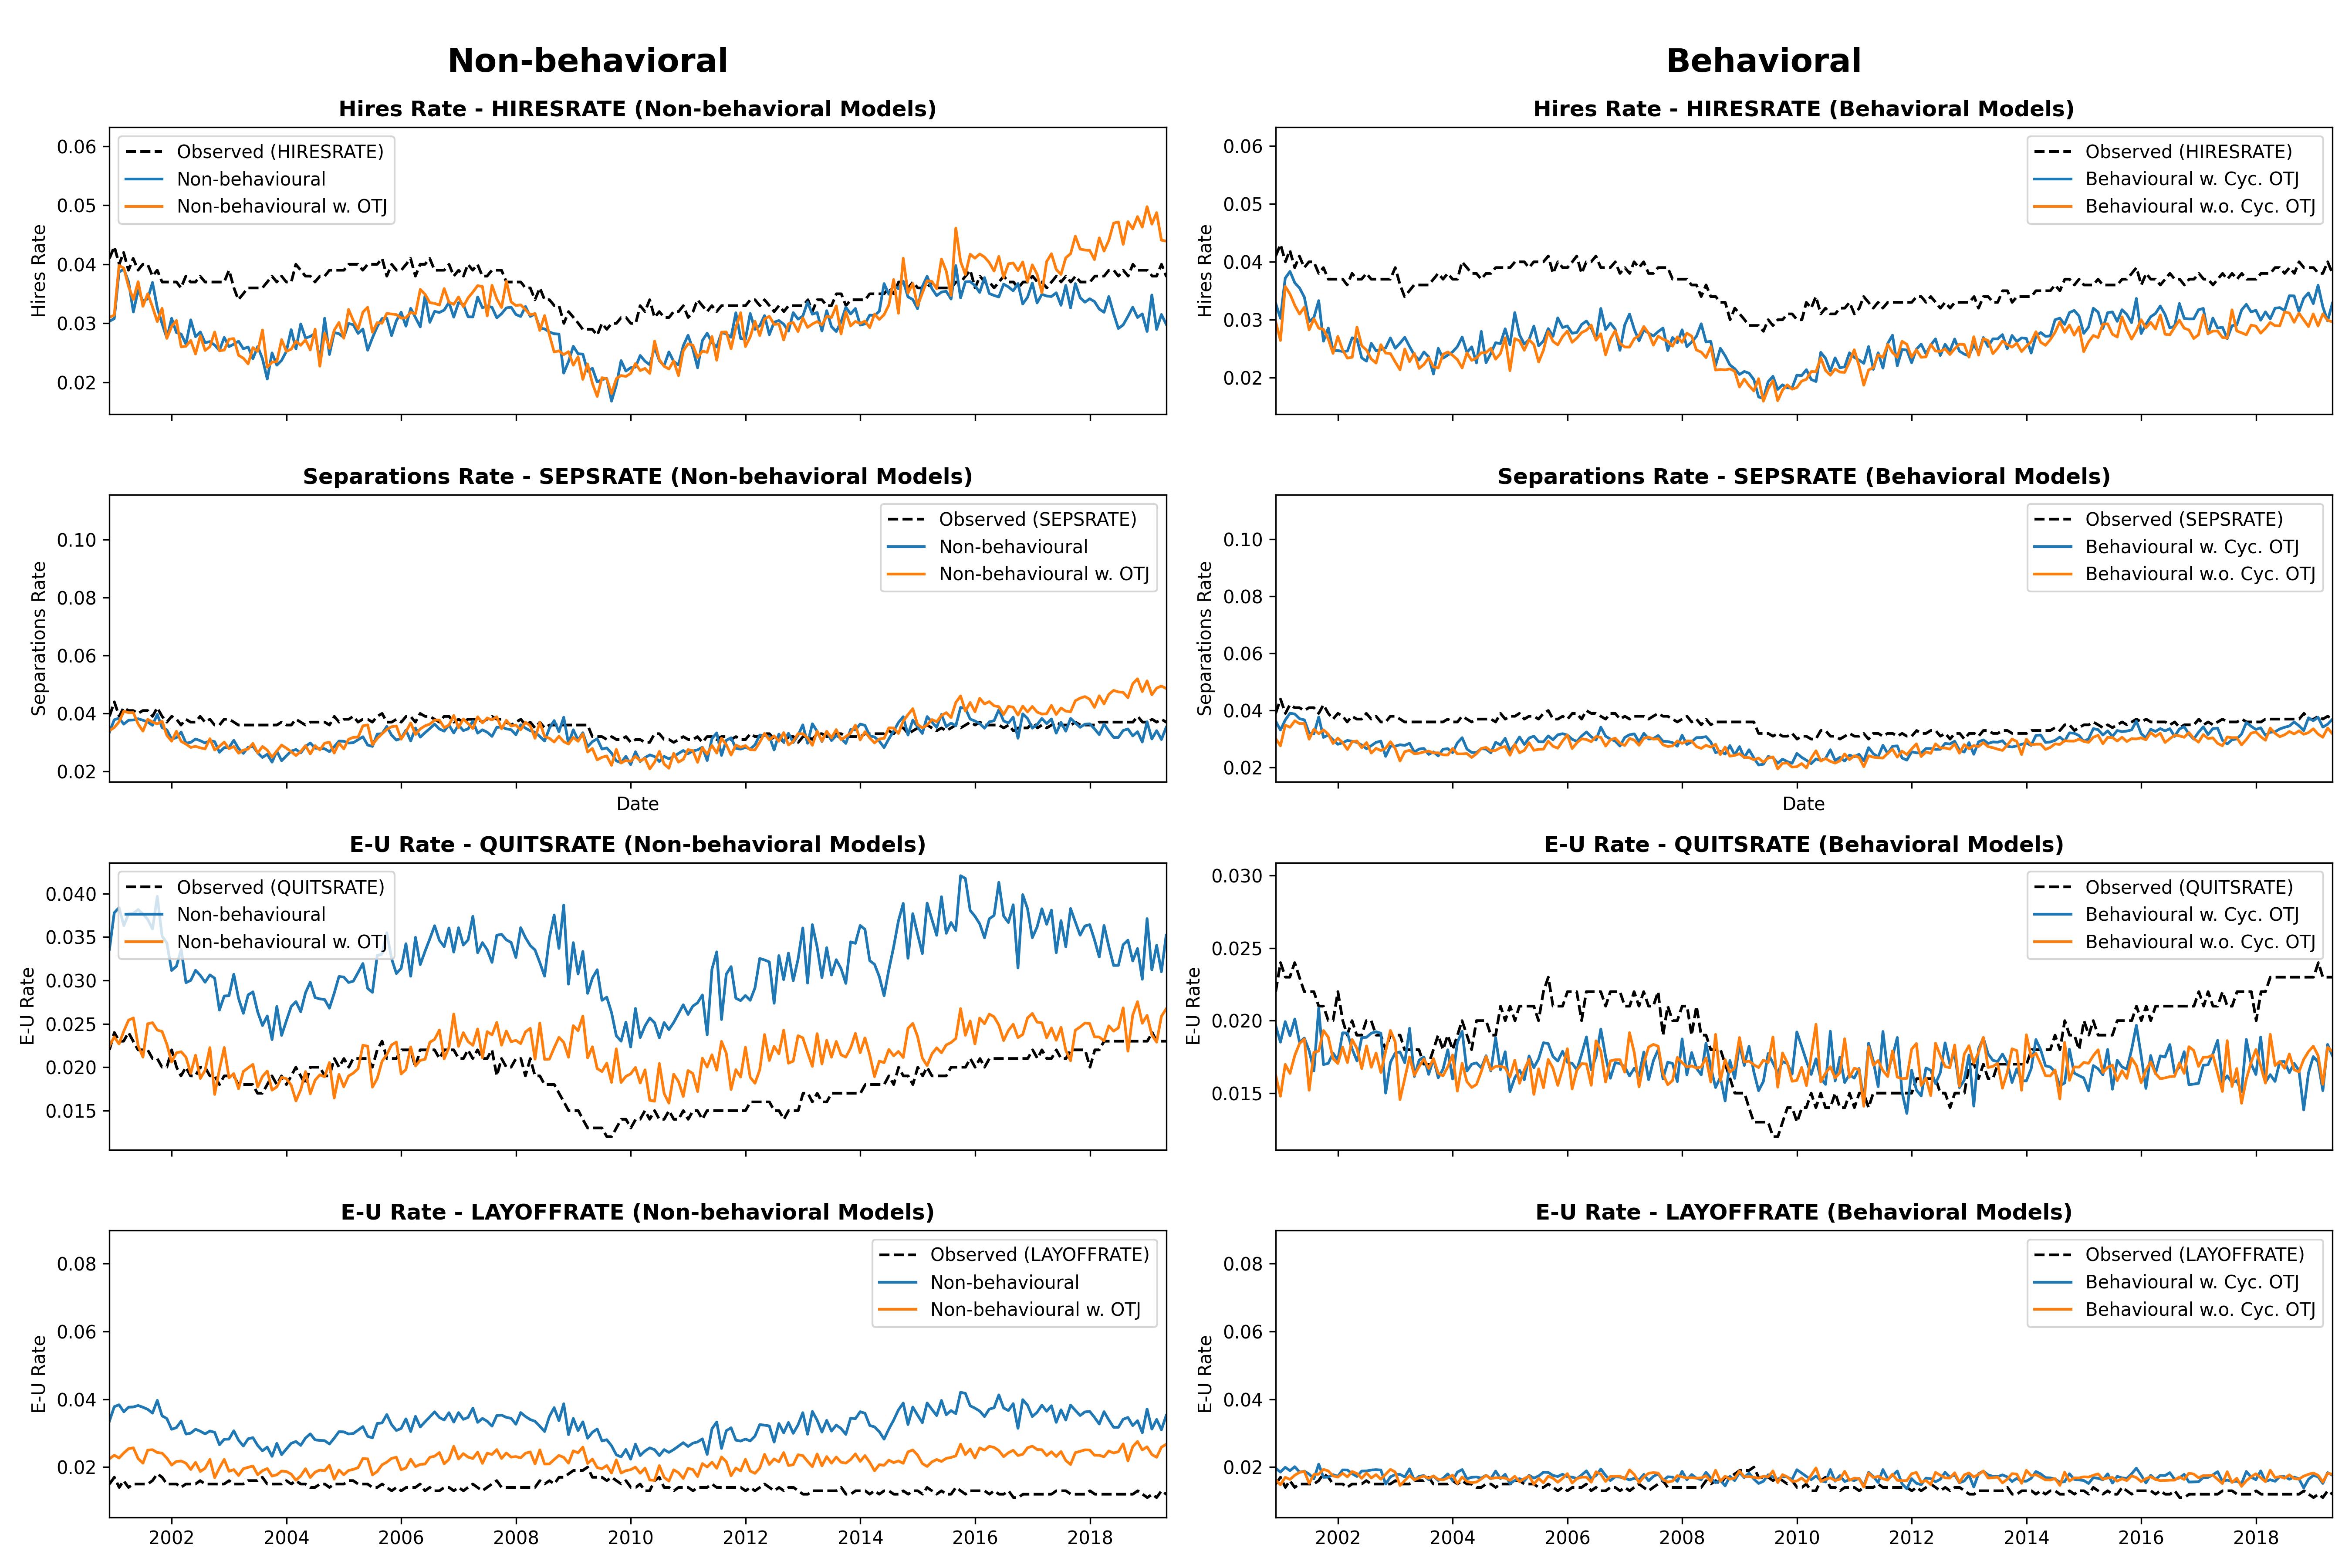 Non-behavioral
Behavioral
Hires Rate - HIRESRATE (Non-behavioral Models)
0.06
0.05
0.04
0.03
0.02
Hires Rate
Observed (HIRESRATE)
Non-behavioural
Non-behavioural w. OTJ
Hires Rate - HIRESRATE (Behavioral Models)
0.06
0.05
0.04
0.03
0.02
Hires Rate
Observed (HIRESRATE)
Behavioural w. Cyc. OTJ
Behavioural w.o. Cyc. OTJ
Separations Rate - SEPSRATE (Non-behavioral Models)
0.10
0.08
0.06
0.04
0.02
Separations Rate
Observed (SEPSRATE)
Non-behavioural
Non-behavioural w. OTJ
Date
Separations Rate - SEPSRATE (Behavioral Models)
0.10
0.08
0.06
0.04
0.02
Separations Rate
Observed (SEPSRATE)
Behavioural w. Cyc. OTJ
Behavioural w.o. Cyc. OTJ
Date
E-U Rate - QUITSRATE (Non-behavioral Models)
0.040
0.035
0.030
0.025
0.020
0.015
E-U Rate
Observed (QUITSRATE)
Non-behavioural
Non-behavioural w. OTJ
E-U Rate - QUITSRATE (Behavioral Models)
0.030
0.025
0.020
0.015
E-U Rate
Observed (QUITSRATE)
Behavioural w. Cyc. OTJ
Behavioural w.o. Cyc. OTJ
E-U Rate - LAYOFFRATE (Non-behavioral Models)
0.08
0.06
0.04
0.02
E-U Rate
Observed (LAYOFFRATE)
Non-behavioural
Non-behavioural w. OTJ
2002 2004 2006 2008 2010 2012 2014 2016 2018
E-U Rate - LAYOFFRATE (Behavioral Models)
0.08
0.06
0.04
0.02
E-U Rate
Observed (LAYOFFRATE)
Behavioural w. Cyc. OTJ
Behavioural w.o. Cyc. OTJ
2002 2004 2006 2008 2010 2012 2014 2016 2018